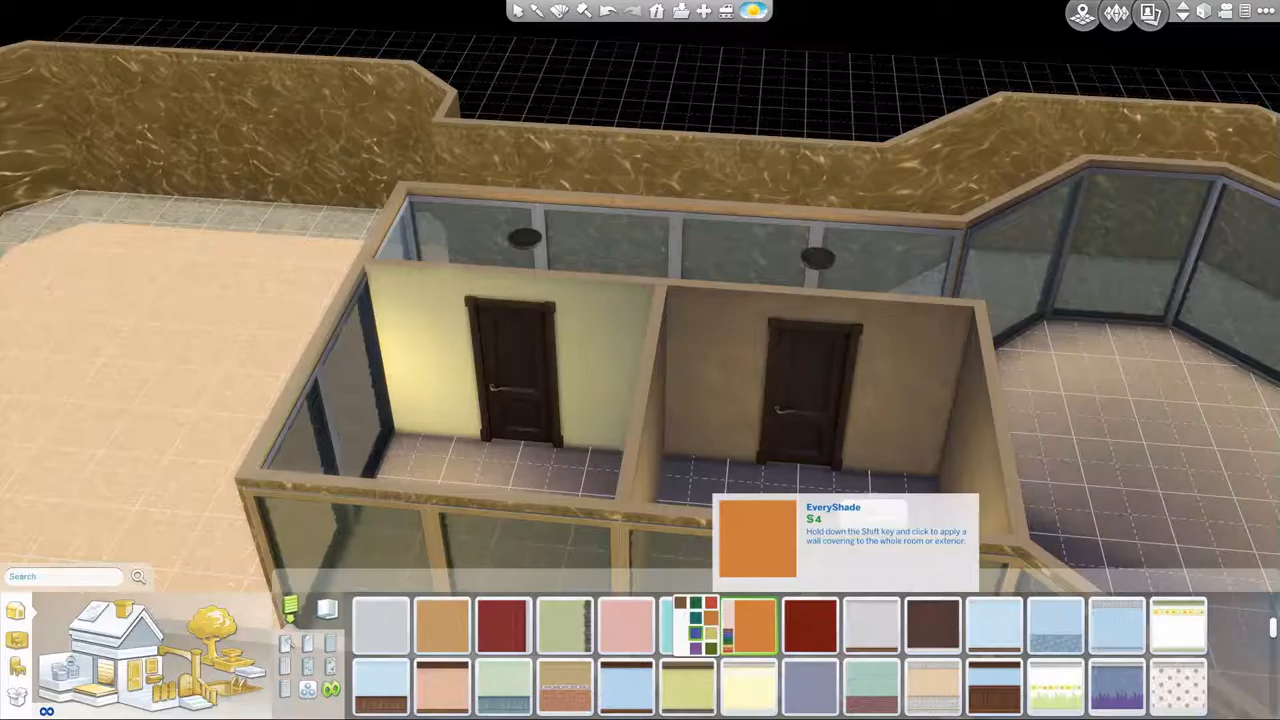 EveryShade
§4
Hold down the Shift key and click to apply a
wall covering to the whole room or exterior.
Search